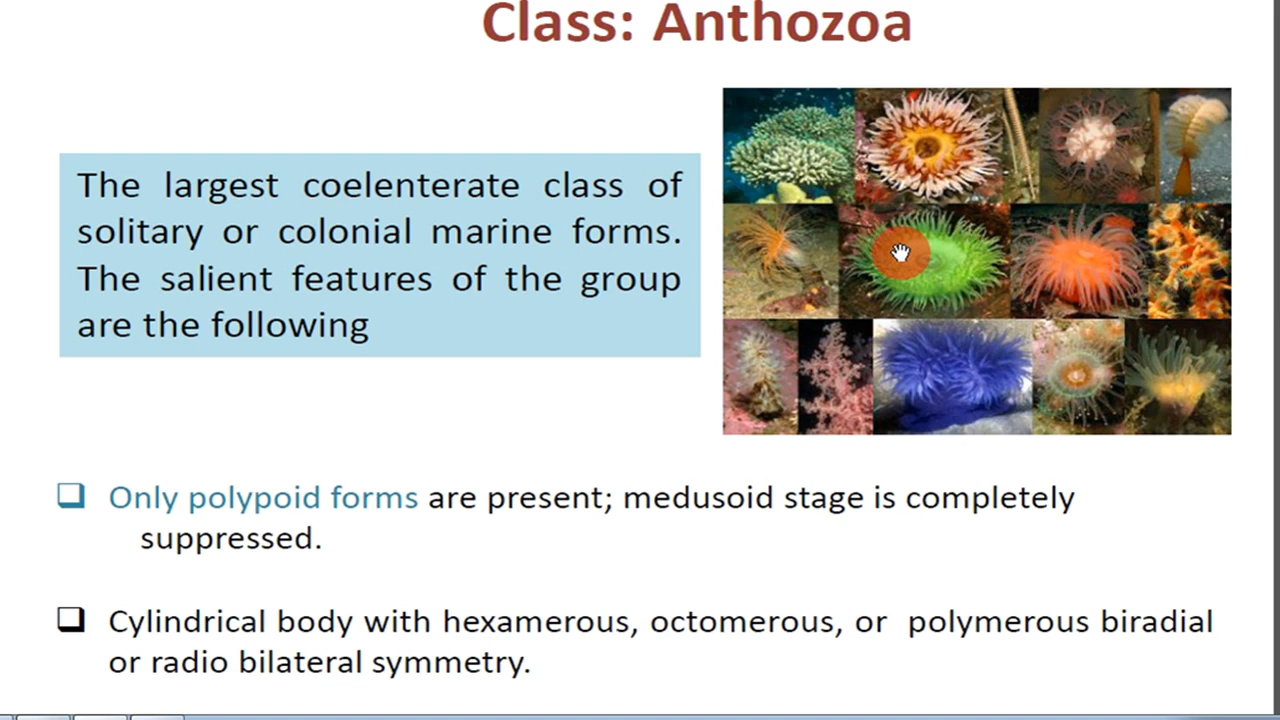 Class: Anthozoa
The largest coelenterate class of
solitary or colonial marine forms.
The salient features of the group
are the following
Only polypoid forms are present; medusoid stage is completely
suppressed.
Cylindrical body with hexamerous, octomerous, or polymerous biradial
or radio bilateral symmetry.